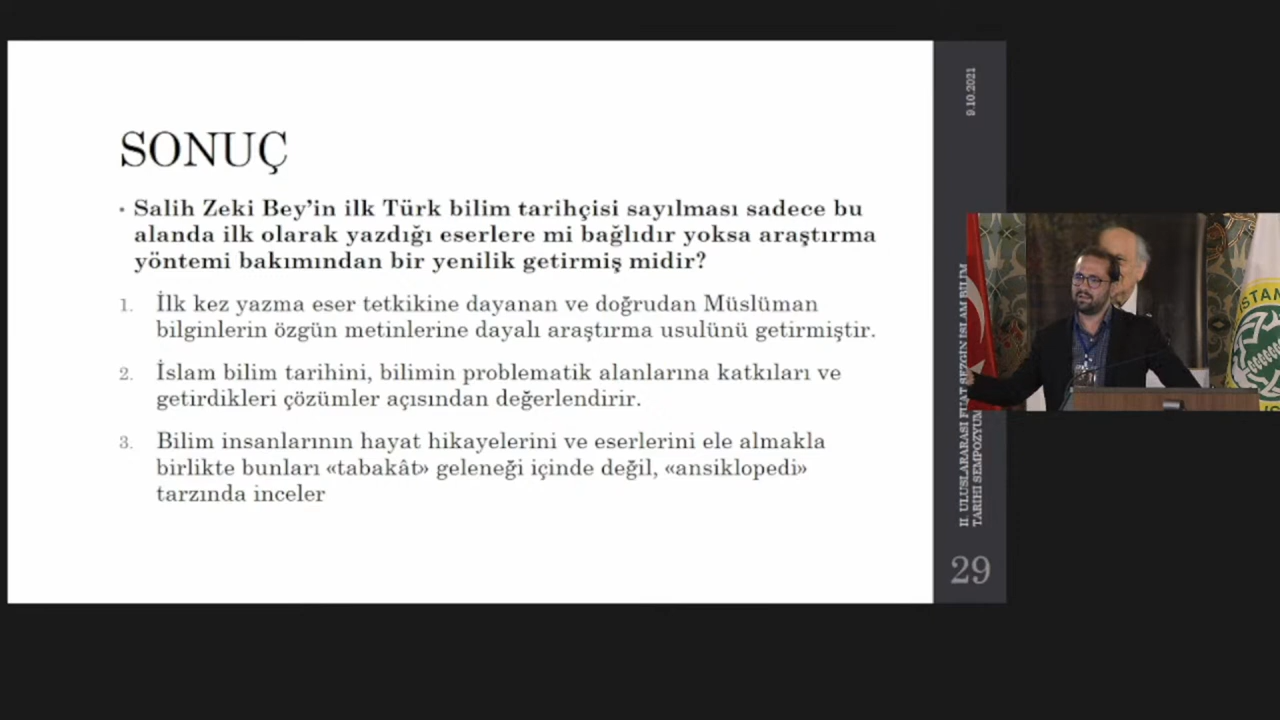 SONUÇ
• Salih Zeki Bey’in ilk Türk bilim tarihçisi sayılması sadece bu
alanda ilk olarak yazdığı eserlere mi bağlıdır yoksa araştırma
yöntemi bakımından bir yenilik getirmiş midir?
1. İlk kez yazma eser tetkikine dayanan ve doğrudan Müslüman
bilginlerin özgün metinlerine dayalı araştırma usulünü getirmiştir.
2. İslam bilim tarihini, bilimin problematik alanlarına katkıları ve
getirdikleri çözümler açısından değerlendirir.
3. Bilim insanlarının hayat hikayelerini ve eserlerini ele almakla
birlikte bunları «tabakât» geleneği içinde değil, «ansiklopedi»
tarzında inceler
9.10.2021
II. ULUSLARARASI FUAT SEZGİN İSLAM BİLİM
TARİHİ SEMPOZYUM
29